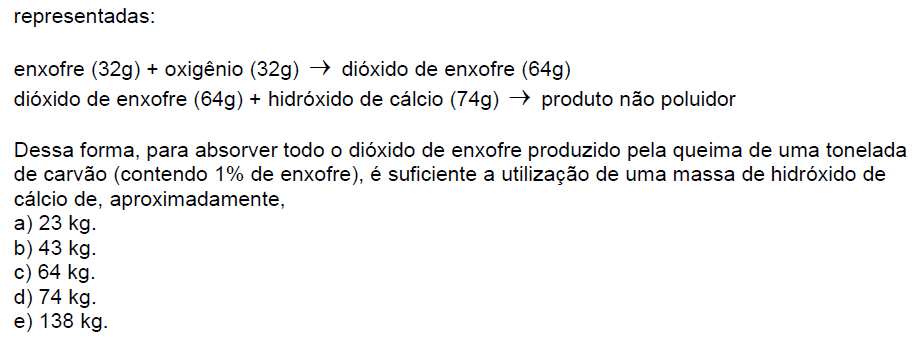 representadas:
enxofre (32g) + oxigênio (32g) → dióxido de enxofre (64g)
dióxido de enxofre (64g) + hidróxido de cálcio (74g) → produto não poluidor
Dessa forma, para absorver todo o dióxido de enxofre produzido pela queima de uma tonelada
de carvão (contendo 1% de enxofre), é suficiente a utilização de uma massa de hidróxido de
cálcio de, aproximadamente,
a) 23 kg.
b) 43 kg.
c) 64 kg.
d) 74 kg.
e) 138 kg.